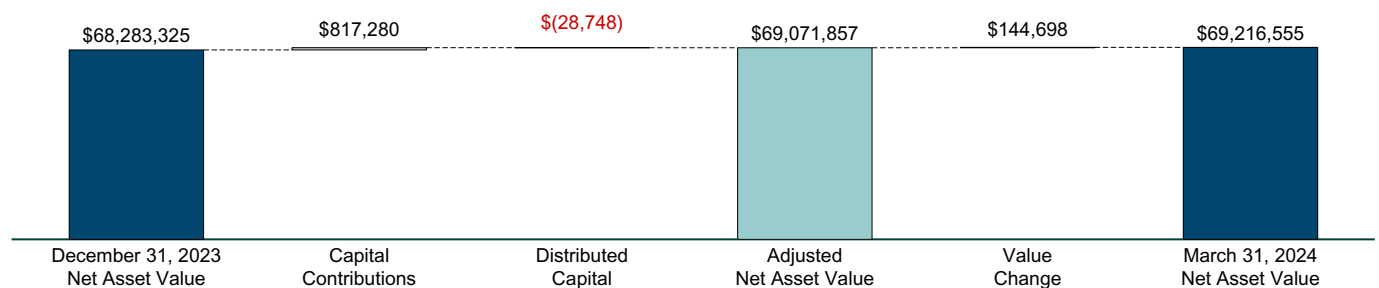 $68,283,325
$817,280
$(28,748)
$69,071,857
$144,698
$69,216,555
December 31, 2023
Net Asset Value
Capital
Contributions
Distributed
Capital
Adjusted
Net Asset Value
Value
Change
March 31, 2024
Net Asset Value